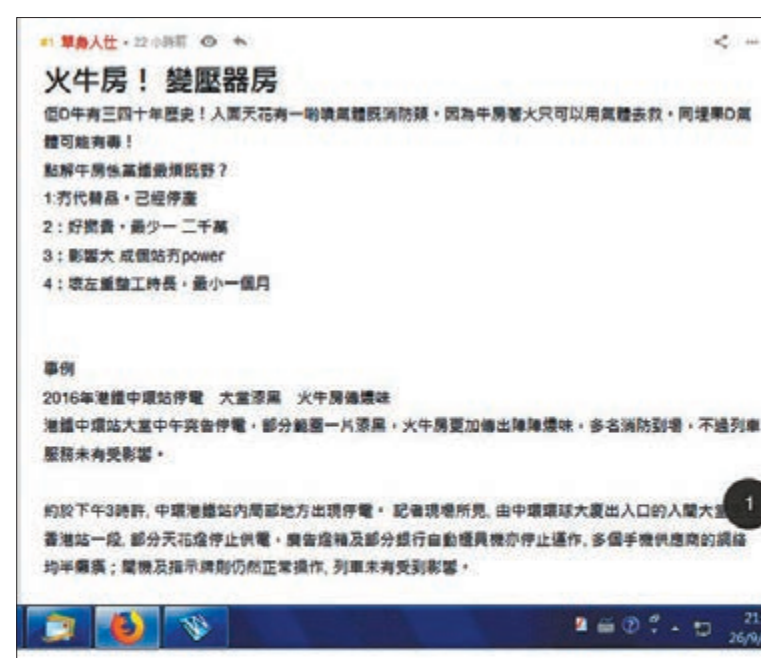 #1 單身人仕・22 小時前
火牛房！ 變壓器房
佢D牛有三四十年歷史！入面天花有一啲噴氣體既消防頭，因為牛房著火只可以用氣體去救，同埋果D氣
體可能有毒！
點解牛房係高鐵最煩既野？
1:冇代替品，已經停產
2：好撚貴，最少一 二千萬
3：影響大 成個站冇power
4：壞左重整工時長，最小一個月
事例
2016年港鐵中環站停電 大堂漆黑 火牛房傳燶味
港鐵中環站大堂中午突告停電，部分範圍一片漆黑，火牛房更加傳出陣陣燶味，多名消防到場，不過列車
服務未有受影響。
約於下午3時許, 中環港鐵站內局部地方出現停電。 記者現場所見, 由中環環球大廈出入口的入閘大
1
香港站一段, 部分天花燈停止供電，廣告燈箱及部分銀行自動櫃員機亦停止運作, 多個手機供應商的網絡
均半癱瘓；閘機及指示牌則仍然正常操作, 列車未有受到影響。
21
26/9/